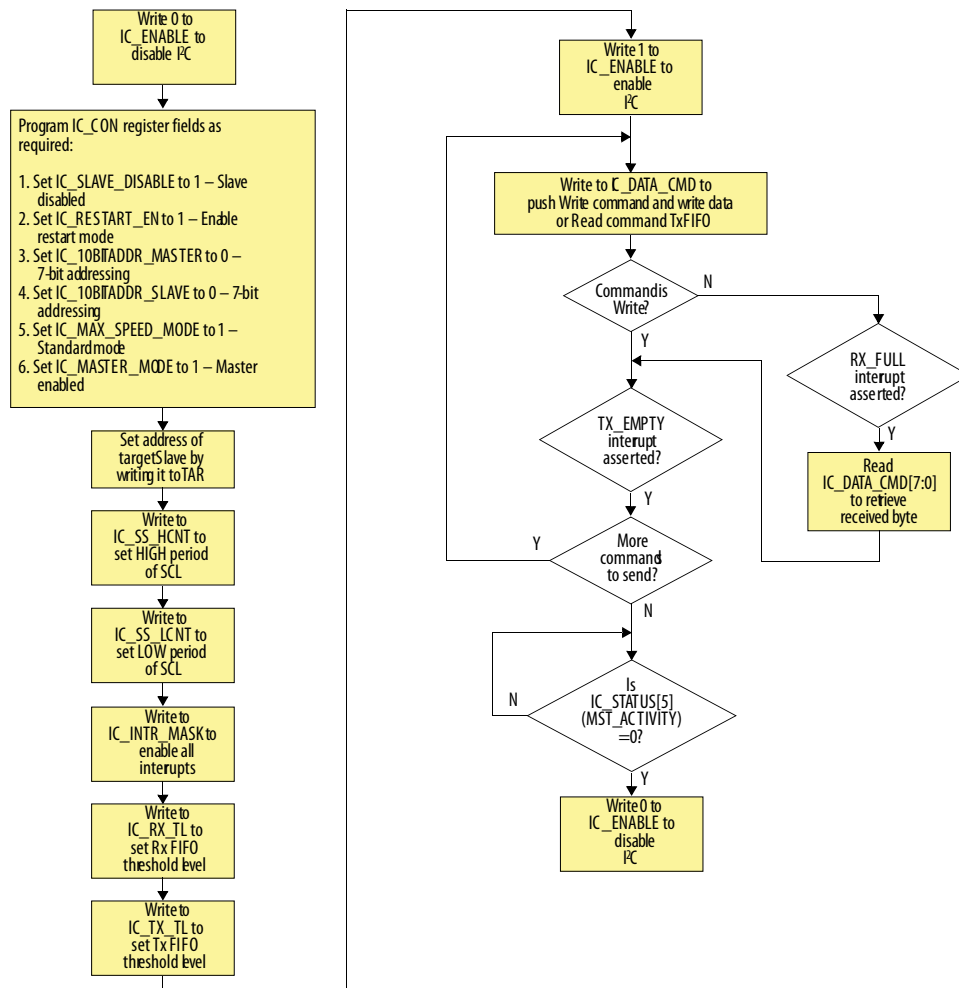 Write 0 to
IC_ENABLE to
disable I²C
Program IC_CON register fields as
required:
1. Set IC_SLAVE_DISABLE to 1 – Slave
disabled
2. Set IC_RESTART_EN to 1 – Enable
restart mode
3. Set IC_10BITADDR_MASTER to 0 –
7-bit addressing
4. Set IC_10BITADDR_SLAVE to 0 – 7-bit
addressing
5. Set IC_MAX_SPEED_MODE to 1 –
Standard mode
6. Set IC_MASTER_MODE to 1 – Master
enabled
Set address of
target Slave by
writing it to TAR
Write to
IC_SS_HCNT to
set HIGH period
of SCL
Write to
IC_SS_LCNT to
set LOW period
of SCL
Write to
IC_INTR_MASK to
enable all
interrupts
Write to
IC_RX_TL to
set Rx FIFO
threshold level
Write to
IC_TX_TL to
set Tx FIFO
threshold level
Write 1 to
IC_ENABLE to
enable
I²C
Write to IC_DATA_CMD to
push Write command and write data
or Read command TxFIFO
Command is
Write?
N
Y
RX_FULL
interrupt
asserted?
Y
Read
IC_DATA_CMD[7:0]
to retrieve
received byte
TX_EMPTY
interrupt
asserted?
Y
More
commands
to send?
Y
N
Is
IC_STATUS[5]
(MST_ACTIVITY)
=0?
N
Y
Write 0 to
IC_ENABLE to
disable
I²C